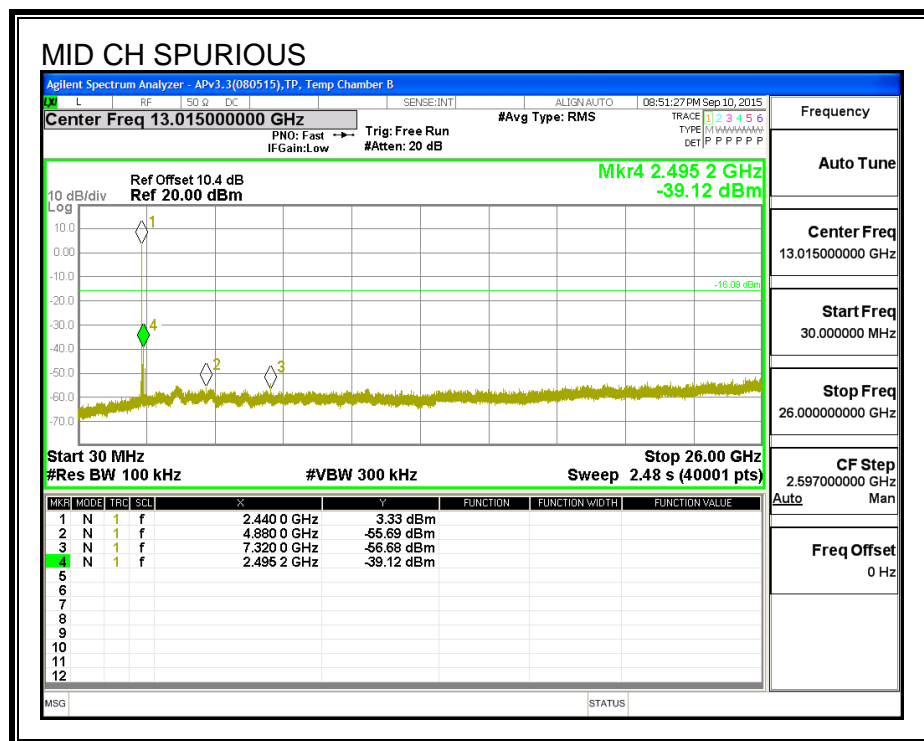 MID CH SPURIOUS
Agilent Spectrum Analyzer - APv3.3(080515),TP, Temp Chamber B
LXI L RF 50 Ω DC SENSE:INT ALIGN AUTO 08:51:27 PM Sep 10, 2015
Center Freq 13.015000000 GHz
PNO: Fast
IFGain:Low
Trig: Free Run
#Atten: 20 dB
#Avg Type: RMS
TRACE 1 2 3 4 5 6
TYPE M WWWWW
DET P P P P P P
Mkr4 2.495 2 GHz
-39.12 dBm
Ref Offset 10.4 dB
10 dB/div Ref 20.00 dBm
Log
10.0
0.00
-10.0
-20.0
-30.0
-40.0
-50.0
-60.0
-70.0
1
4
2
3
-16.09 dBm
Start 30 MHz Stop 26.00 GHz
#Res BW 100 kHz #VBW 300 kHz Sweep 2.48 s (40001 pts)
MKR MODE TRC SCL X Y FUNCTION FUNCTION WIDTH FUNCTION VALUE
1 N 1 f 2.440 0 GHz 3.33 dBm
2 N 1 f 4.880 0 GHz -55.69 dBm
3 N 1 f 7.320 0 GHz -56.68 dBm
4 N 1 f 2.495 2 GHz -39.12 dBm
5
6
7
8
9
10
11
12
MSG STATUS
Frequency
Auto Tune
Center Freq
13.015000000 GHz
Start Freq
30.000000 MHz
Stop Freq
26.000000000 GHz
CF Step
2.597000000 GHz
Auto Man
Freq Offset
0 Hz